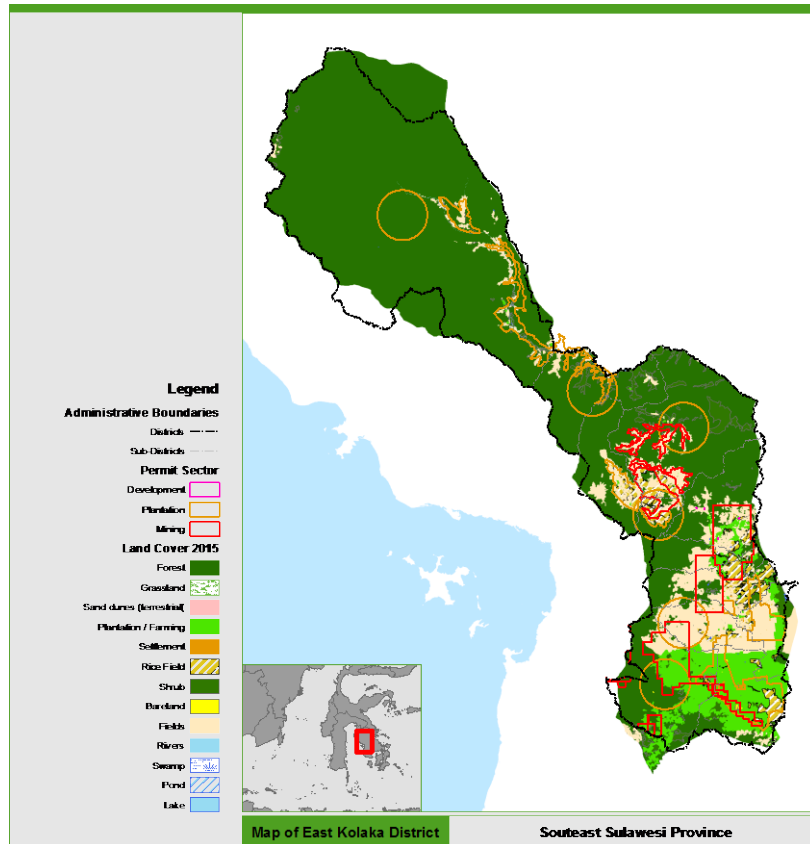 Legend
Administrative Boundaries
Districts
Sub-Districts
Permit Sector
Development
Plantation
Mining
Land Cover 2015
Forest
Grassland
Sand dunes (terrestrial(
Plantation / Farming
Settlement
Rice Field
Shrub
Bareland
Fields
Rivers
Swamp
Pond
Lake
Map of East Kolaka District
Souteast Sulawesi Province